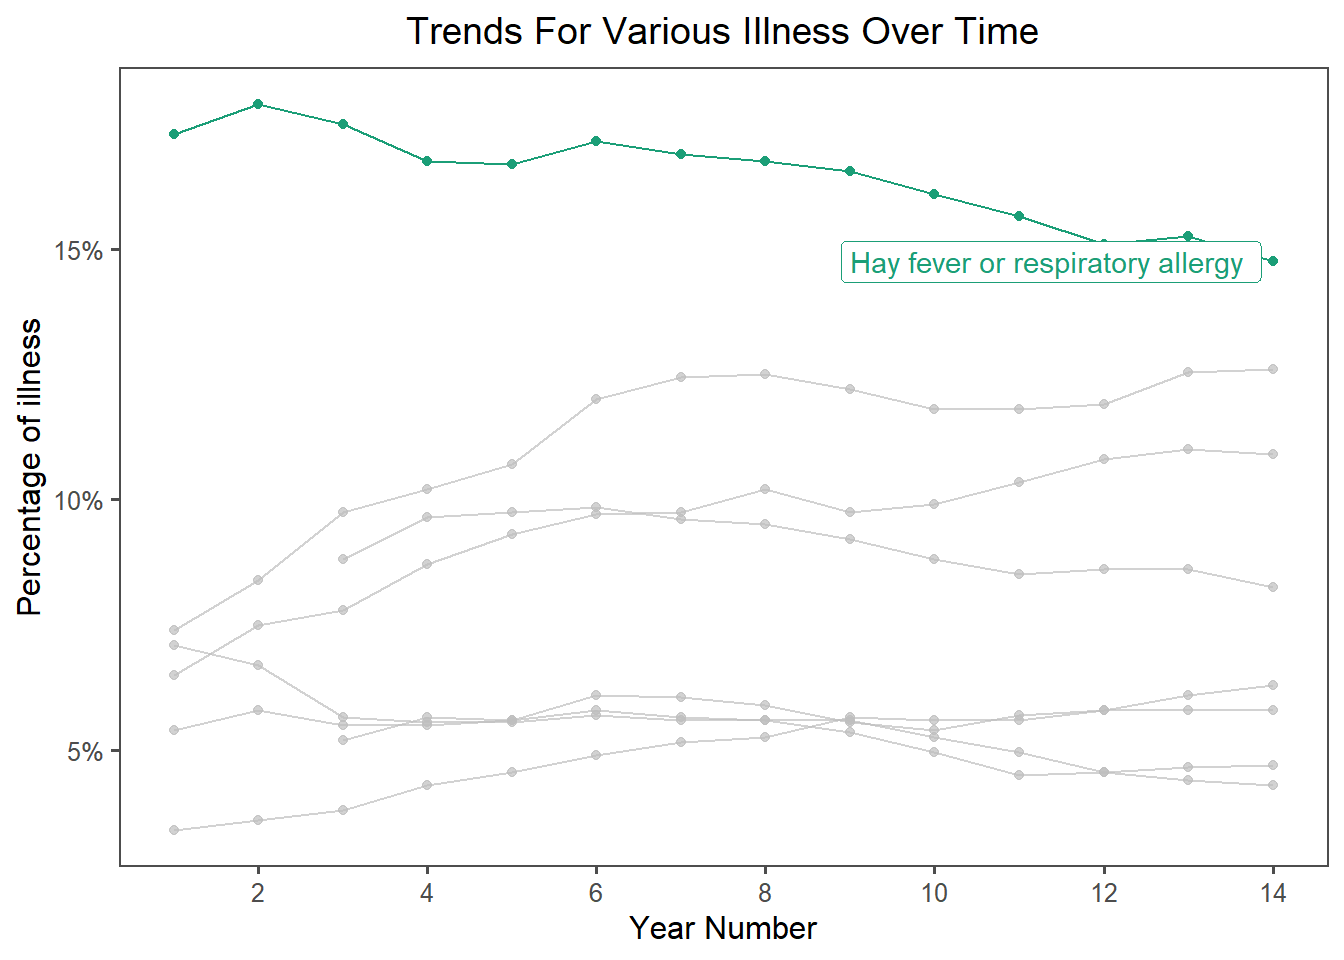 Trends For Various Illness Over Time
15%
Hay fever or respiratory allergy
10%
5%
Percentage of illness
2 4 6 8 10 12 14
Year Number